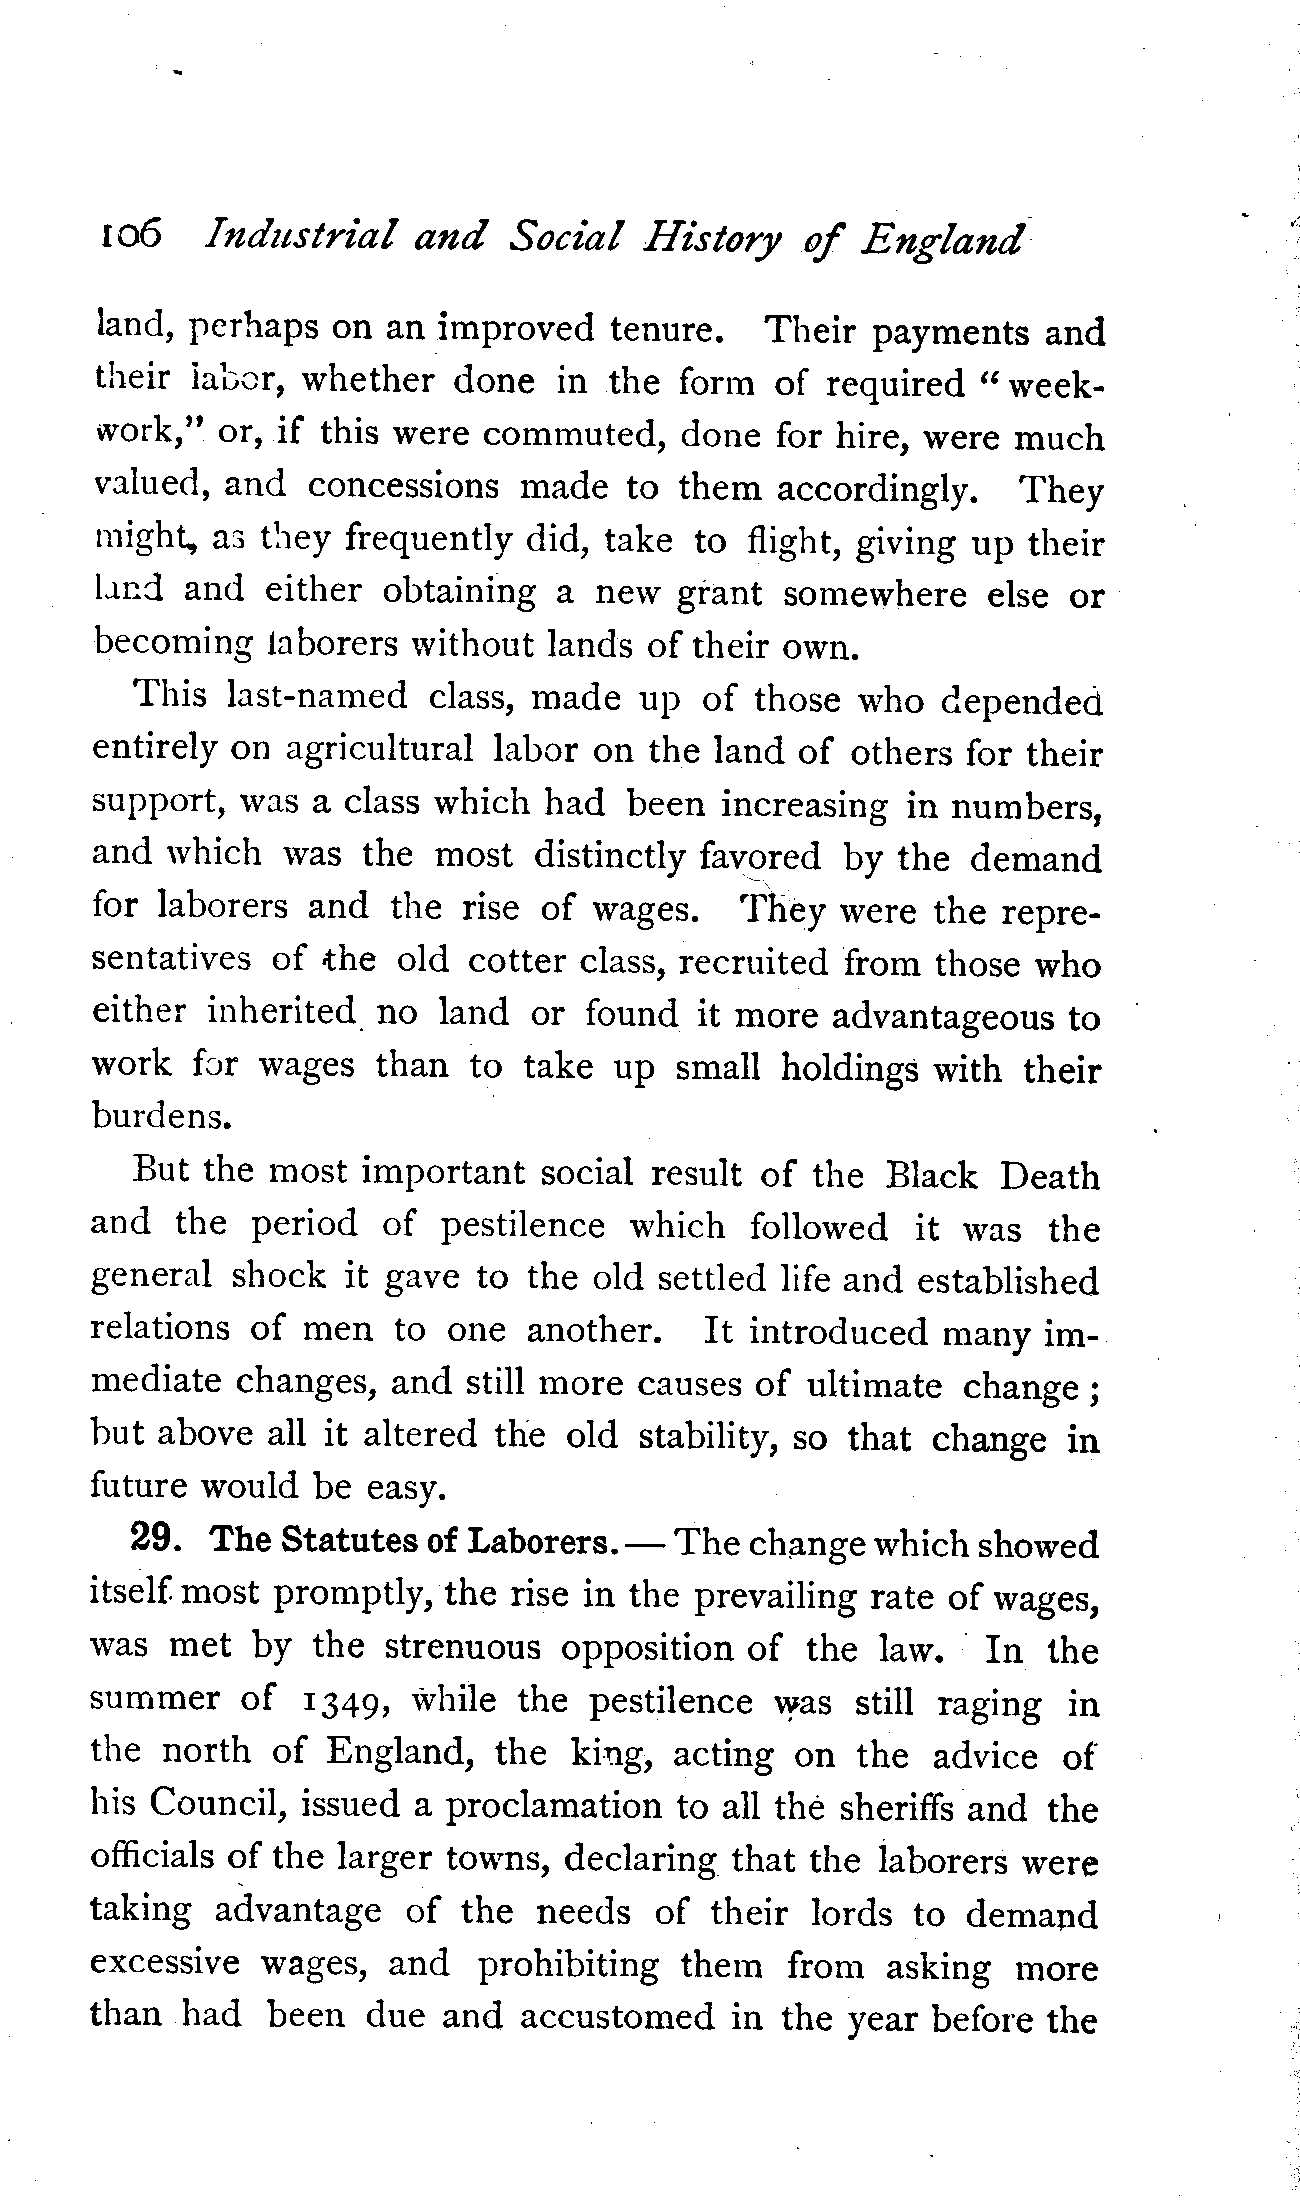 106 Industrial and Social History of England
land, perhaps on an improved tenure. Their payments and
their labor, whether done in the form of required “ week-
work,” or, if this were commuted, done for hire, were much
valued, and concessions made to them accordingly. They
might, as they frequently did, take to flight, giving up their
land and either obtaining a new grant somewhere else or
becoming laborers without lands of their own.
This last-named class, made up of those who depended
entirely on agricultural labor on the land of others for their
support, was a class which had been increasing in numbers,
and which was the most distinctly favored by the demand
for laborers and the rise of wages. They were the repre-
sentatives of the old cotter class, recruited from those who
either inherited no land or found it more advantageous to
work for wages than to take up small holdings with their
burdens.
But the most important social result of the Black Death
and the period of pestilence which followed it was the
general shock it gave to the old settled life and established
relations of men to one another. It introduced many im-
mediate changes, and still more causes of ultimate change ;
but above all it altered the old stability, so that change in
future would be easy.
29. The Statutes of Laborers. — The change which showed
itself most promptly, the rise in the prevailing rate of wages,
was met by the strenuous opposition of the law. In the
summer of 1349, while the pestilence was still raging in
the north of England, the king, acting on the advice of
his Council, issued a proclamation to all the sheriffs and the
officials of the larger towns, declaring that the laborers were
taking advantage of the needs of their lords to demand
excessive wages, and prohibiting them from asking more
than had been due and accustomed in the year before the